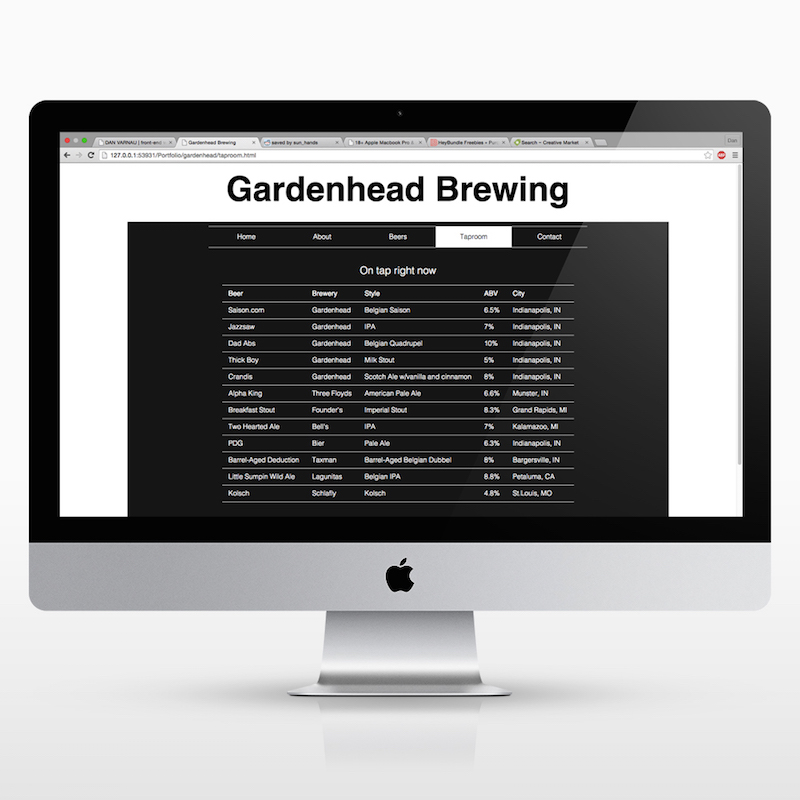 DAN VARNAU | front-end Gardenhead Brewing saved by sun_hands 18+ Apple Macbook Pro HeyBundle Freebies Search – Creative Market Dan
127.0.0.1:53931/Portfolio/gardenhead/taproom.html
Gardenhead Brewing
Home About Beers Taproom Contact
On tap right now
Beer Brewery Style ABV City
Saison.com Gardenhead Belgian Saison 6.5% Indianapolis, IN
Jazzsaw Gardenhead IPA 7% Indianapolis, IN
Dad Abs Gardenhead Belgian Quadrupel 10% Indianapolis, IN
Thick Boy Gardenhead Milk Stout 5% Indianapolis, IN
Crandis Gardenhead Scotch Ale w/vanilla and cinnamon 8% Indianapolis, IN
Alpha King Three Floyds American Pale Ale 6.6% Munster, IN
Breakfast Stout Founder's Imperial Stout 8.3% Grand Rapids, MI
Two Hearted Ale Bell's IPA 7% Kalamazoo, MI
PDG Bier Pale Ale 6.3% Indianapolis, IN
Barrel-Aged Deduction Taxman Barrel-Aged Belgian Dubbel 8% Bargersville, IN
Little Sumpin Wild Ale Lagunitas Belgian IPA 8.8% Petaluma, CA
Kolsch Schlafly Kolsch 4.8% St.Louis, MO